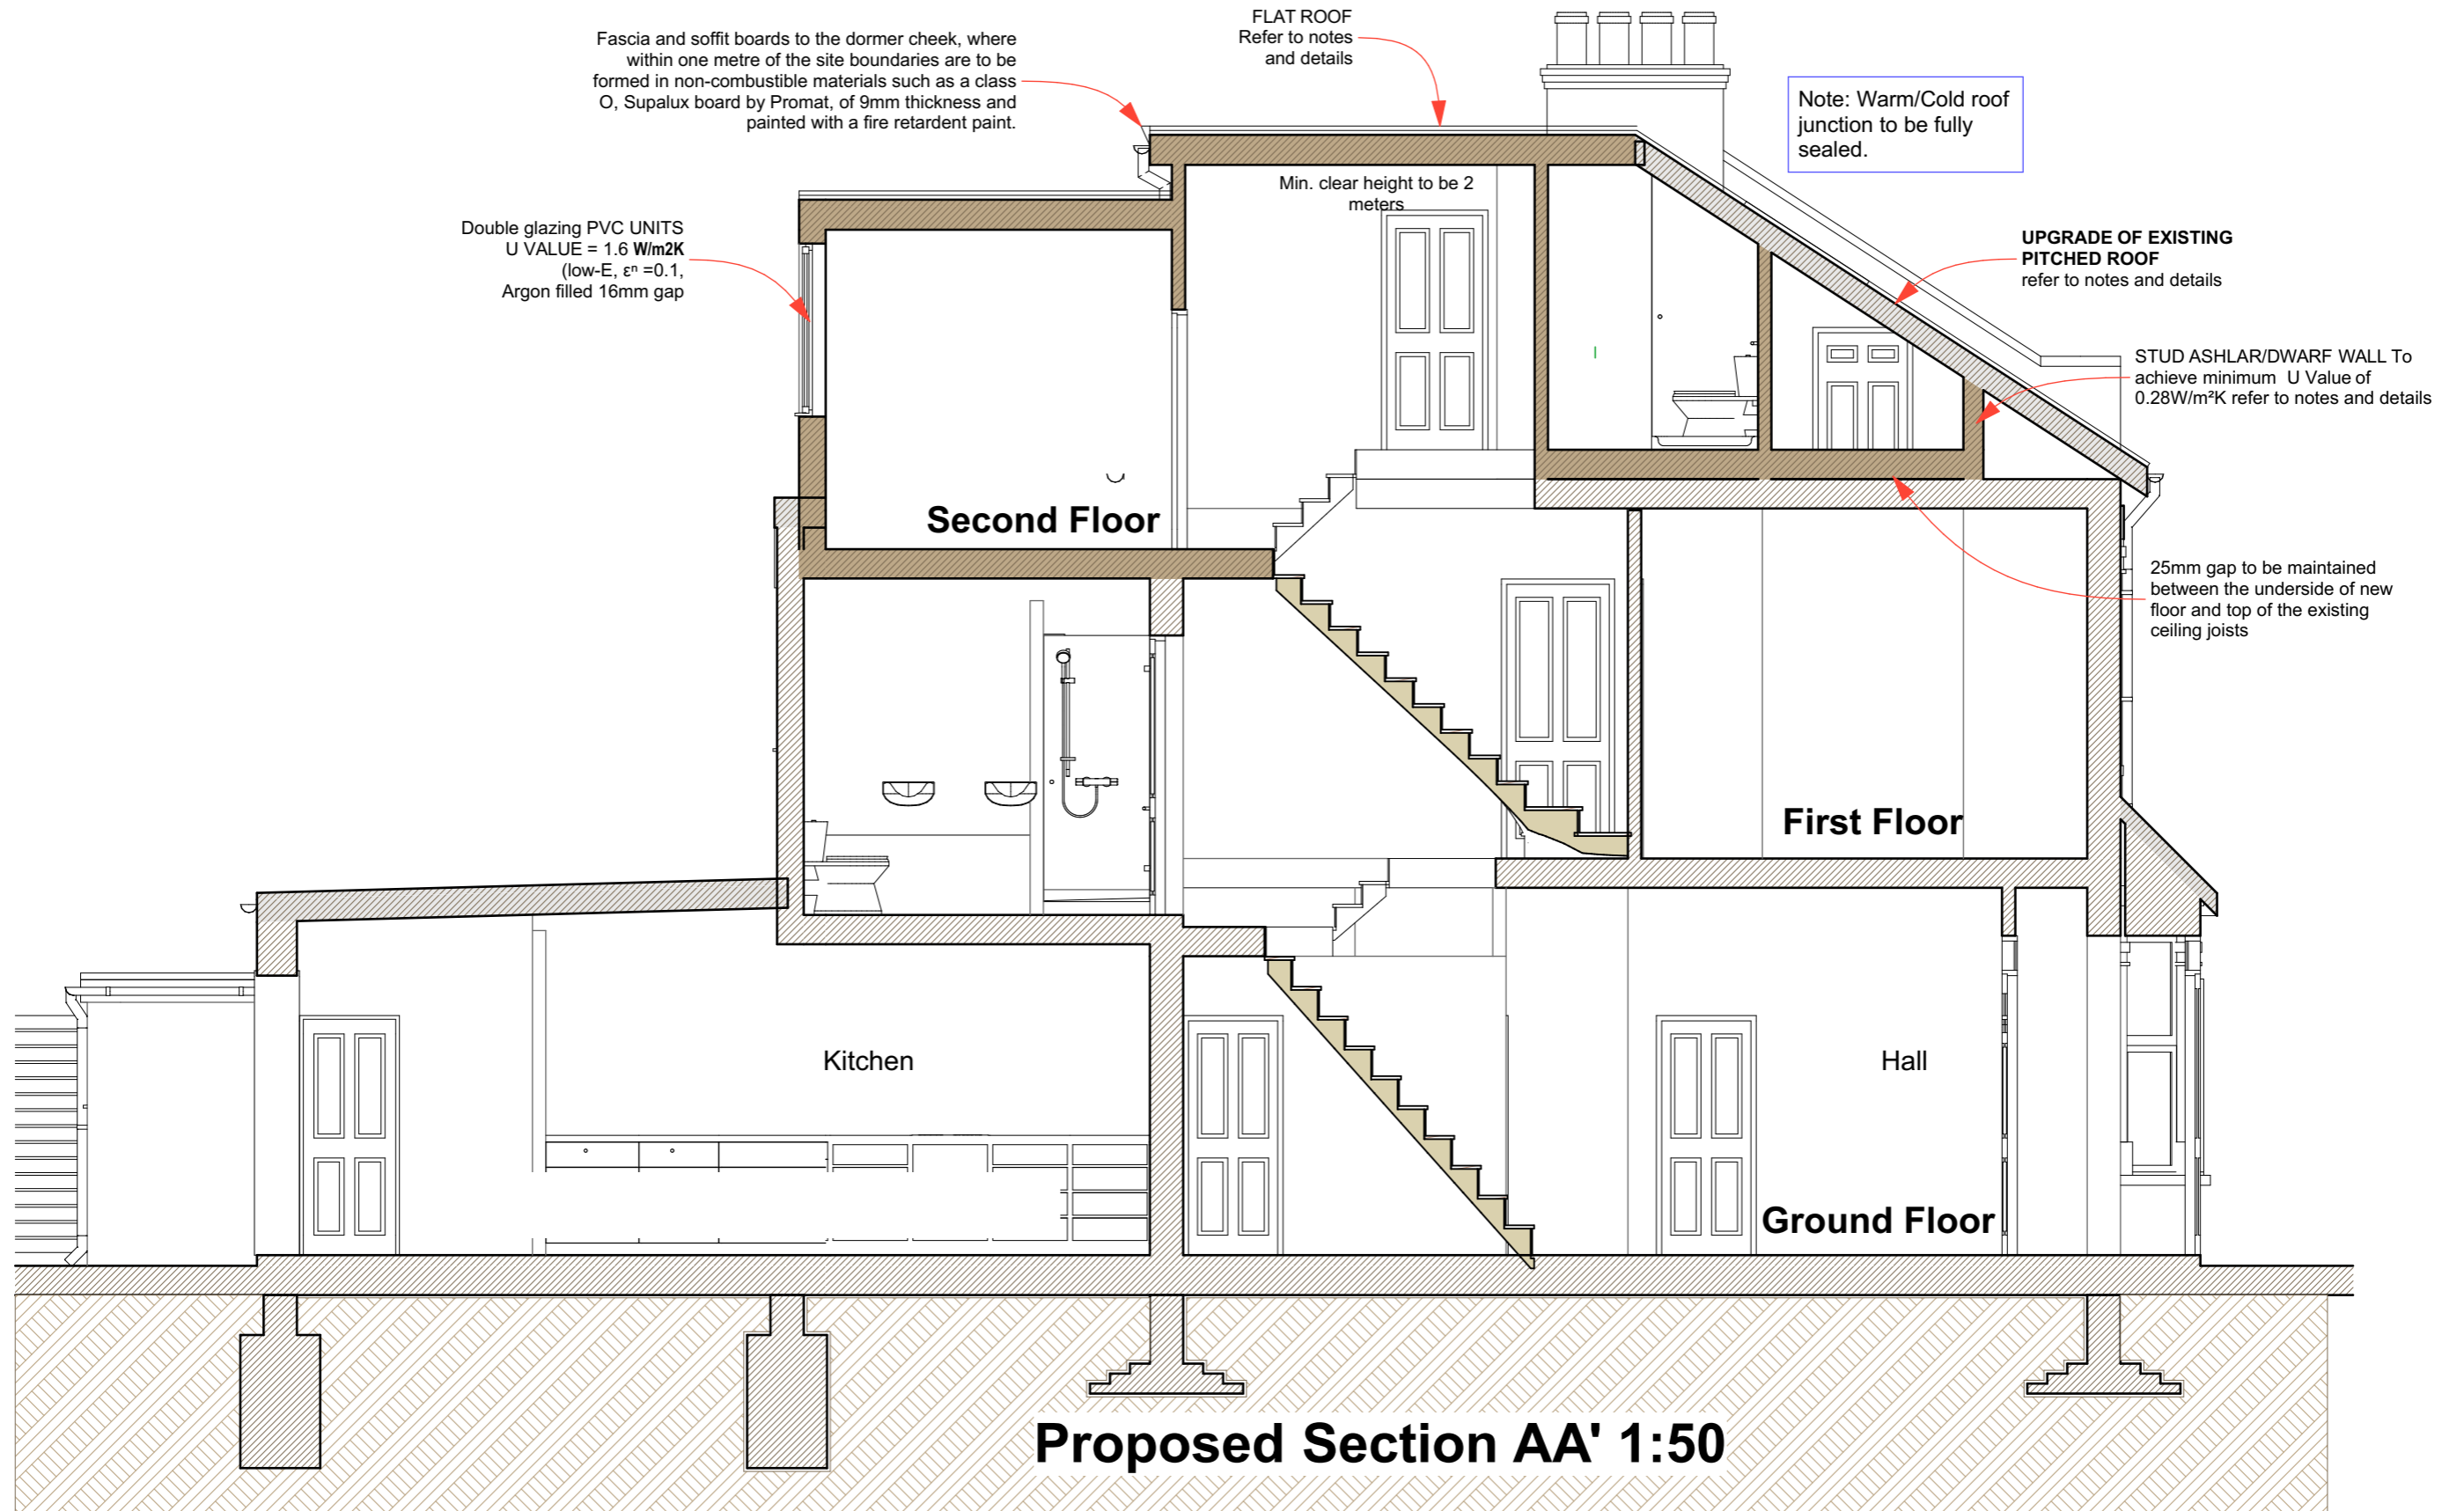 Fascia and soffit boards to the dormer cheek, where
within one metre of the site boundaries are to be
formed in non-combustible materials such as a class
O, Supalux board by Promat, of 9mm thickness and
painted with a fire retardent paint.
FLAT ROOF
Refer to notes
and details
Note: Warm/Cold roof
junction to be fully
sealed.
Min. clear height to be 2
meters
Double glazing PVC UNITS
U VALUE = 1.6 W/m2K
(low-E, εⁿ =0.1,
Argon filled 16mm gap
UPGRADE OF EXISTING
PITCHED ROOF
refer to notes and details
STUD ASHLAR/DWARF WALL To
achieve minimum U Value of
0.28W/m²K refer to notes and details
Second Floor
25mm gap to be maintained
between the underside of new
floor and top of the existing
ceiling joists
First Floor
Kitchen
Hall
Ground Floor
Proposed Section AA' 1:50